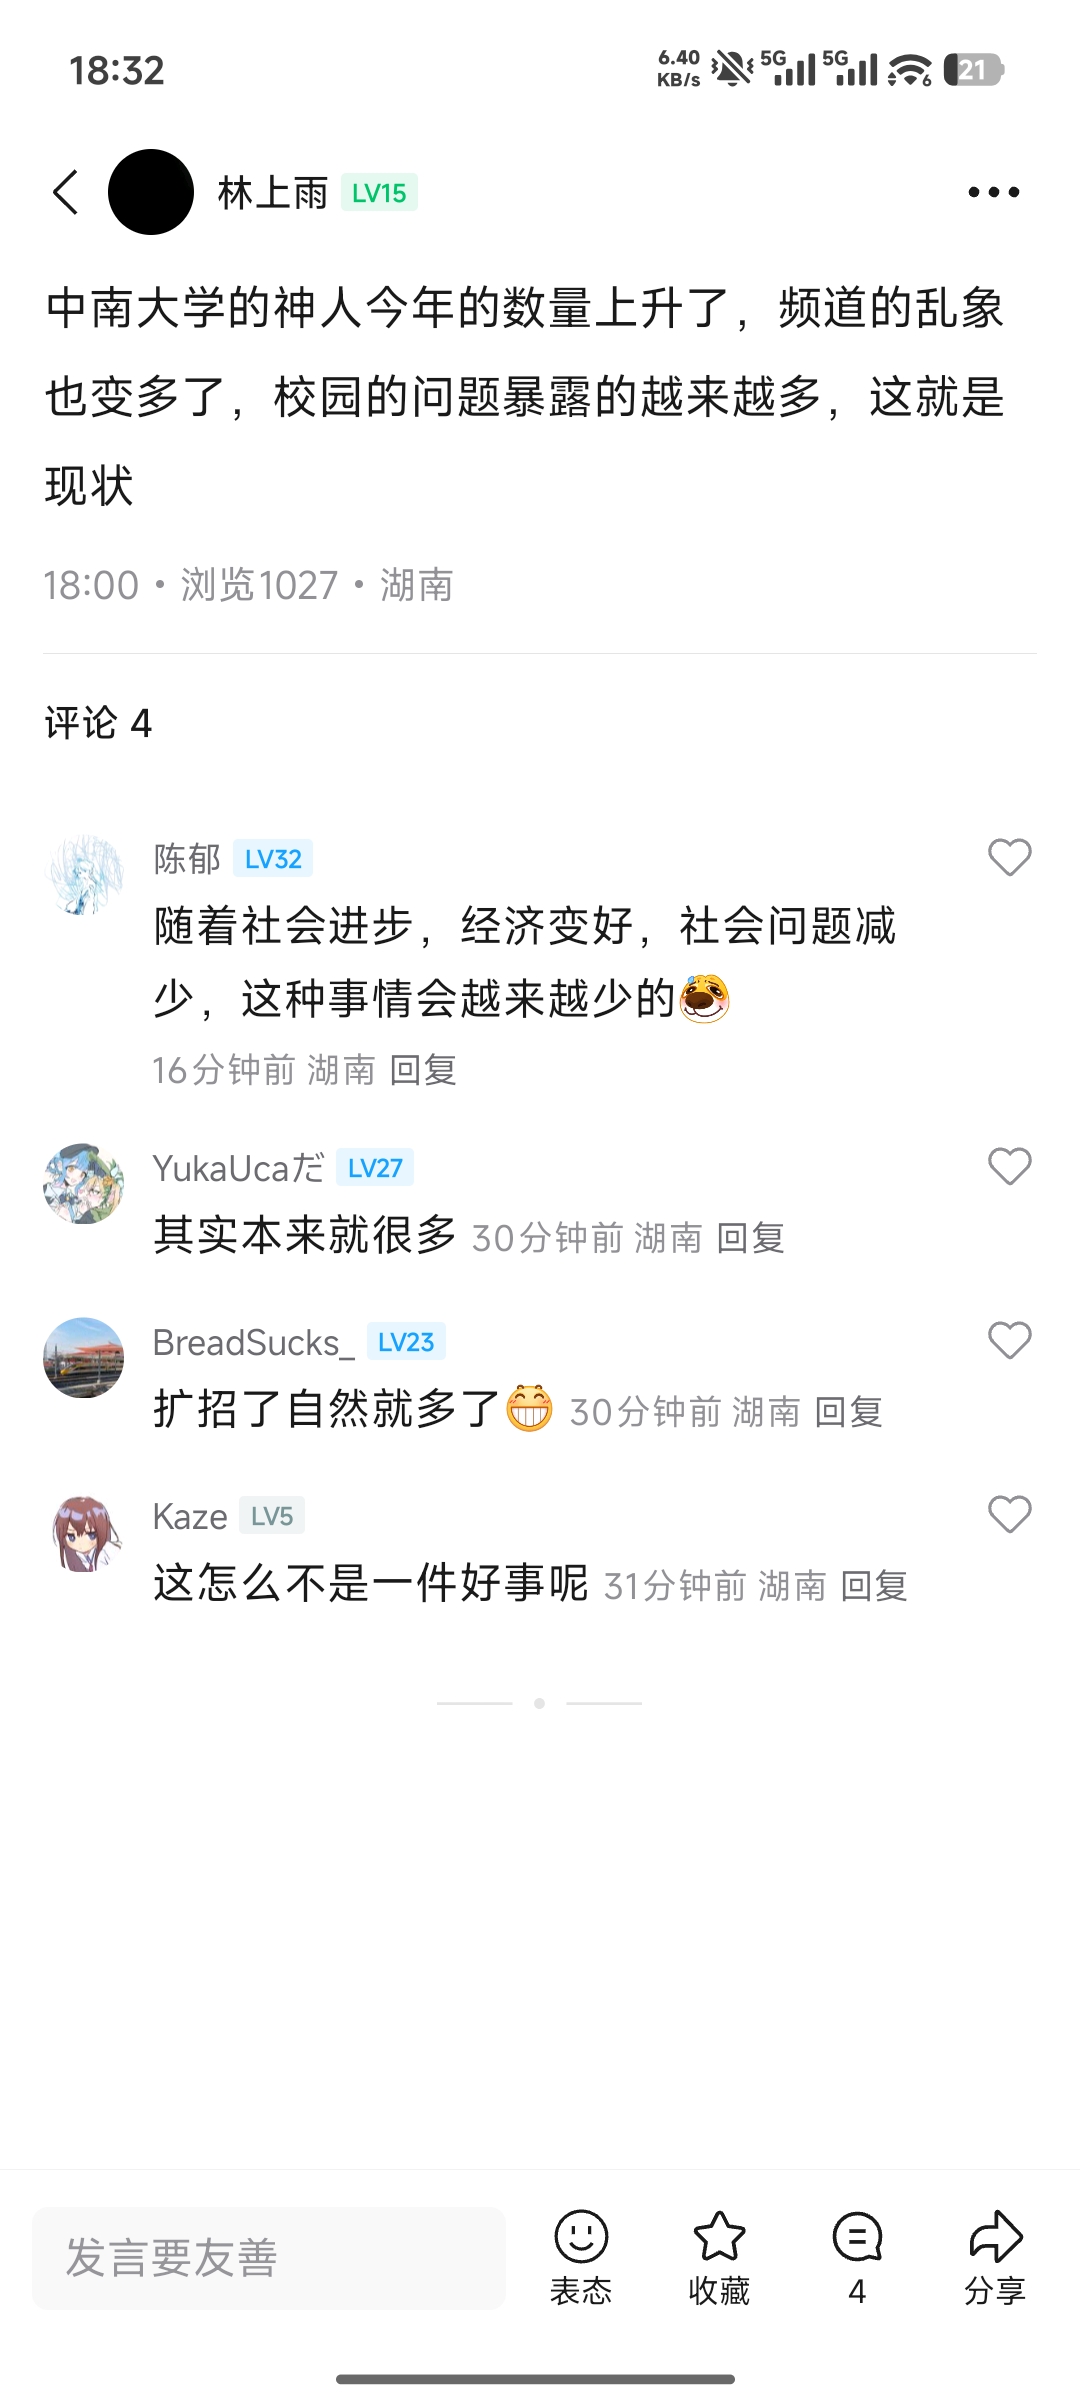 18:32
6.40
KB/s
5G
5G
6
21
林上雨 LV15
中南大学的神人今年的数量上升了，频道的乱象
也变多了，校园的问题暴露的越来越多，这就是
现状
18:00 • 浏览1027 • 湖南
评论 4
陈郁 LV32
随着社会进步，经济变好，社会问题减
少，这种事情会越来越少的
16分钟前 湖南 回复
YukaUcaだ LV27
其实本来就很多 30分钟前 湖南 回复
BreadSucks_ LV23
扩招了自然就多了 30分钟前 湖南 回复
Kaze LV5
这怎么不是一件好事呢 31分钟前 湖南 回复
发言要友善
表态
收藏
4
分享